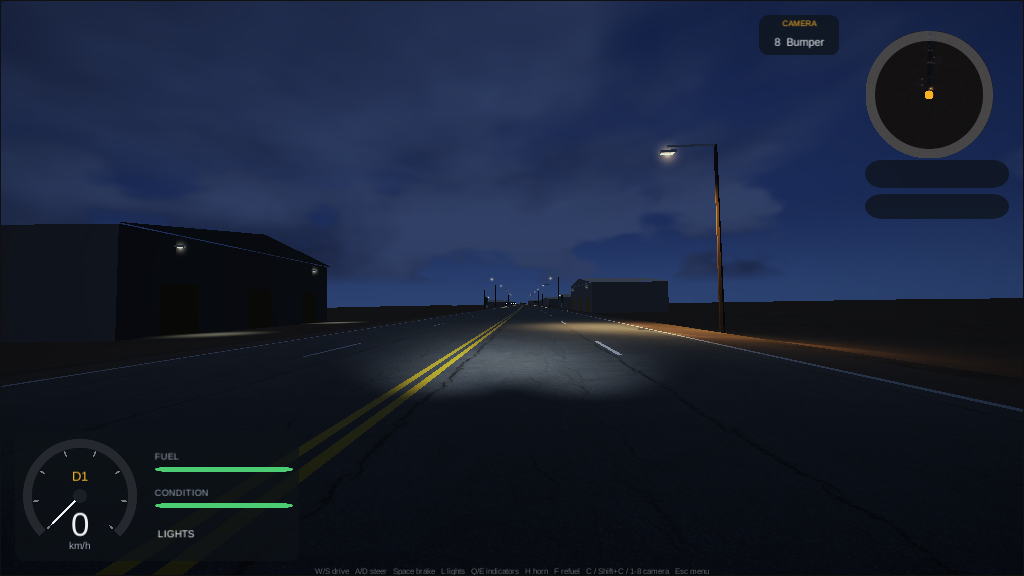 CAMERA
8 Bumper
FUEL
D1
CONDITION
0
LIGHTS
km/h
W/S drive A/D steer Space brake L lights Q/E indicators H horn F refuel C / Shift+C / 1-8 camera Esc menu